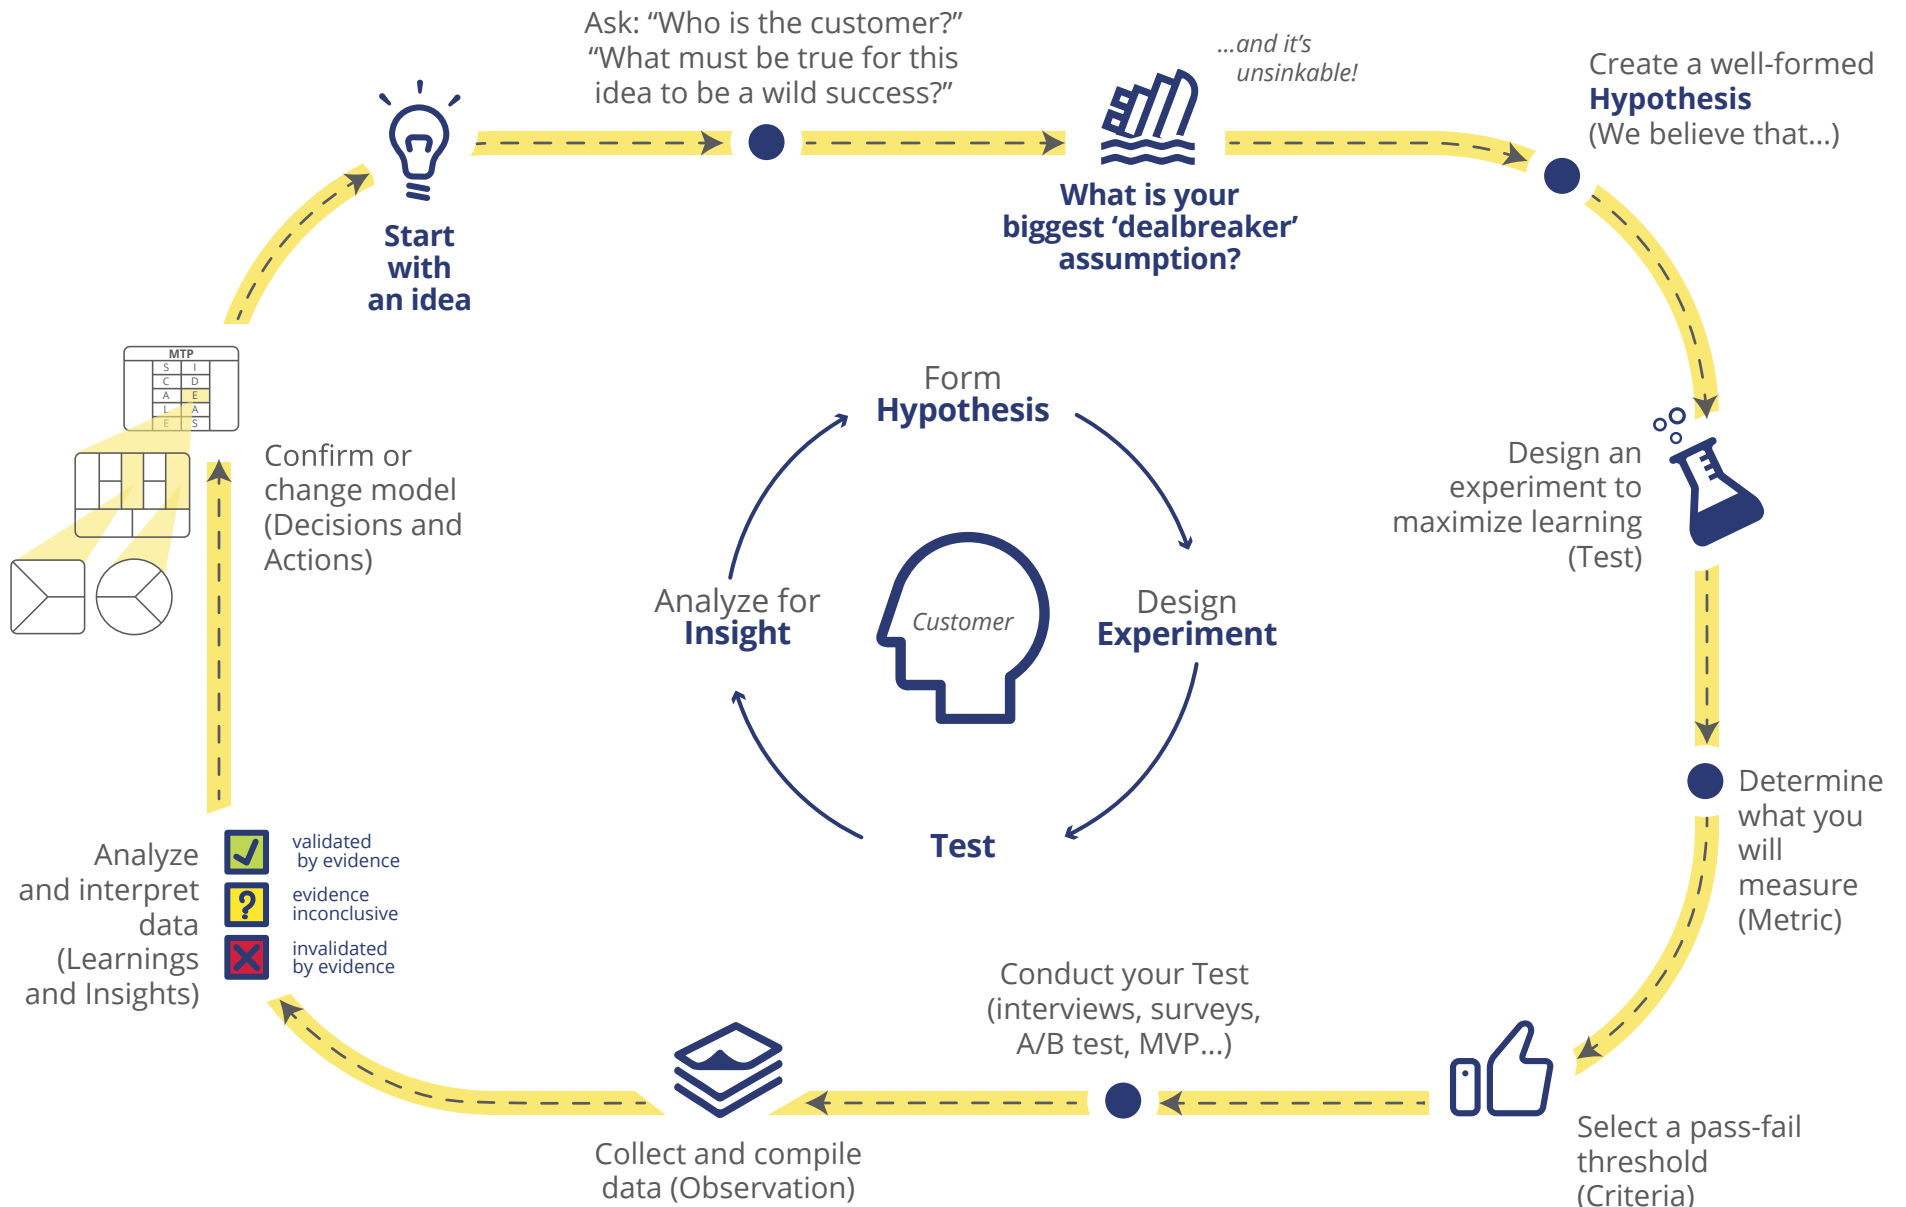 Ask: “Who is the customer?”
“What must be true for this
idea to be a wild success?”
...and it’s
unsinkable!
Create a well-formed
Hypothesis
(We believe that...)
Start
with
an idea
What is your
biggest ‘dealbreaker’
assumption?
MTP
S I
C D
A E
L A
E S
Form
Hypothesis
Confirm or
change model
(Decisions and
Actions)
Design an
experiment to
maximize learning
(Test)
Analyze for
Insight
Customer
Design
Experiment
Test
Determine
what you
will
measure
(Metric)
Analyze
and interpret
data
(Learnings
and Insights)
validated
by evidence
?
evidence
inconclusive
invalidated
by evidence
Conduct your Test
(interviews, surveys,
A/B test, MVP...)
Collect and compile
data (Observation)
Select a pass-fail
threshold
(Criteria)